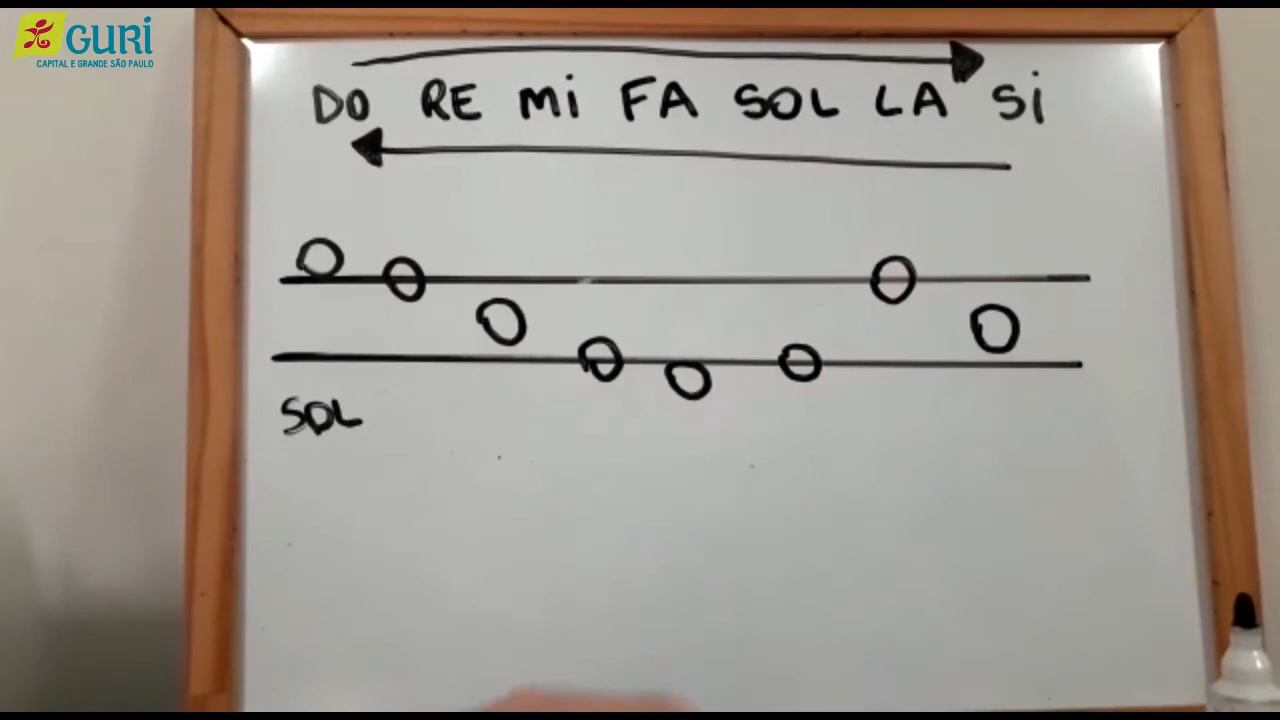 GURI
CAPITAL E GRANDE SÃO PAULO
DO RE Mi FA SOL LA Si
SOL